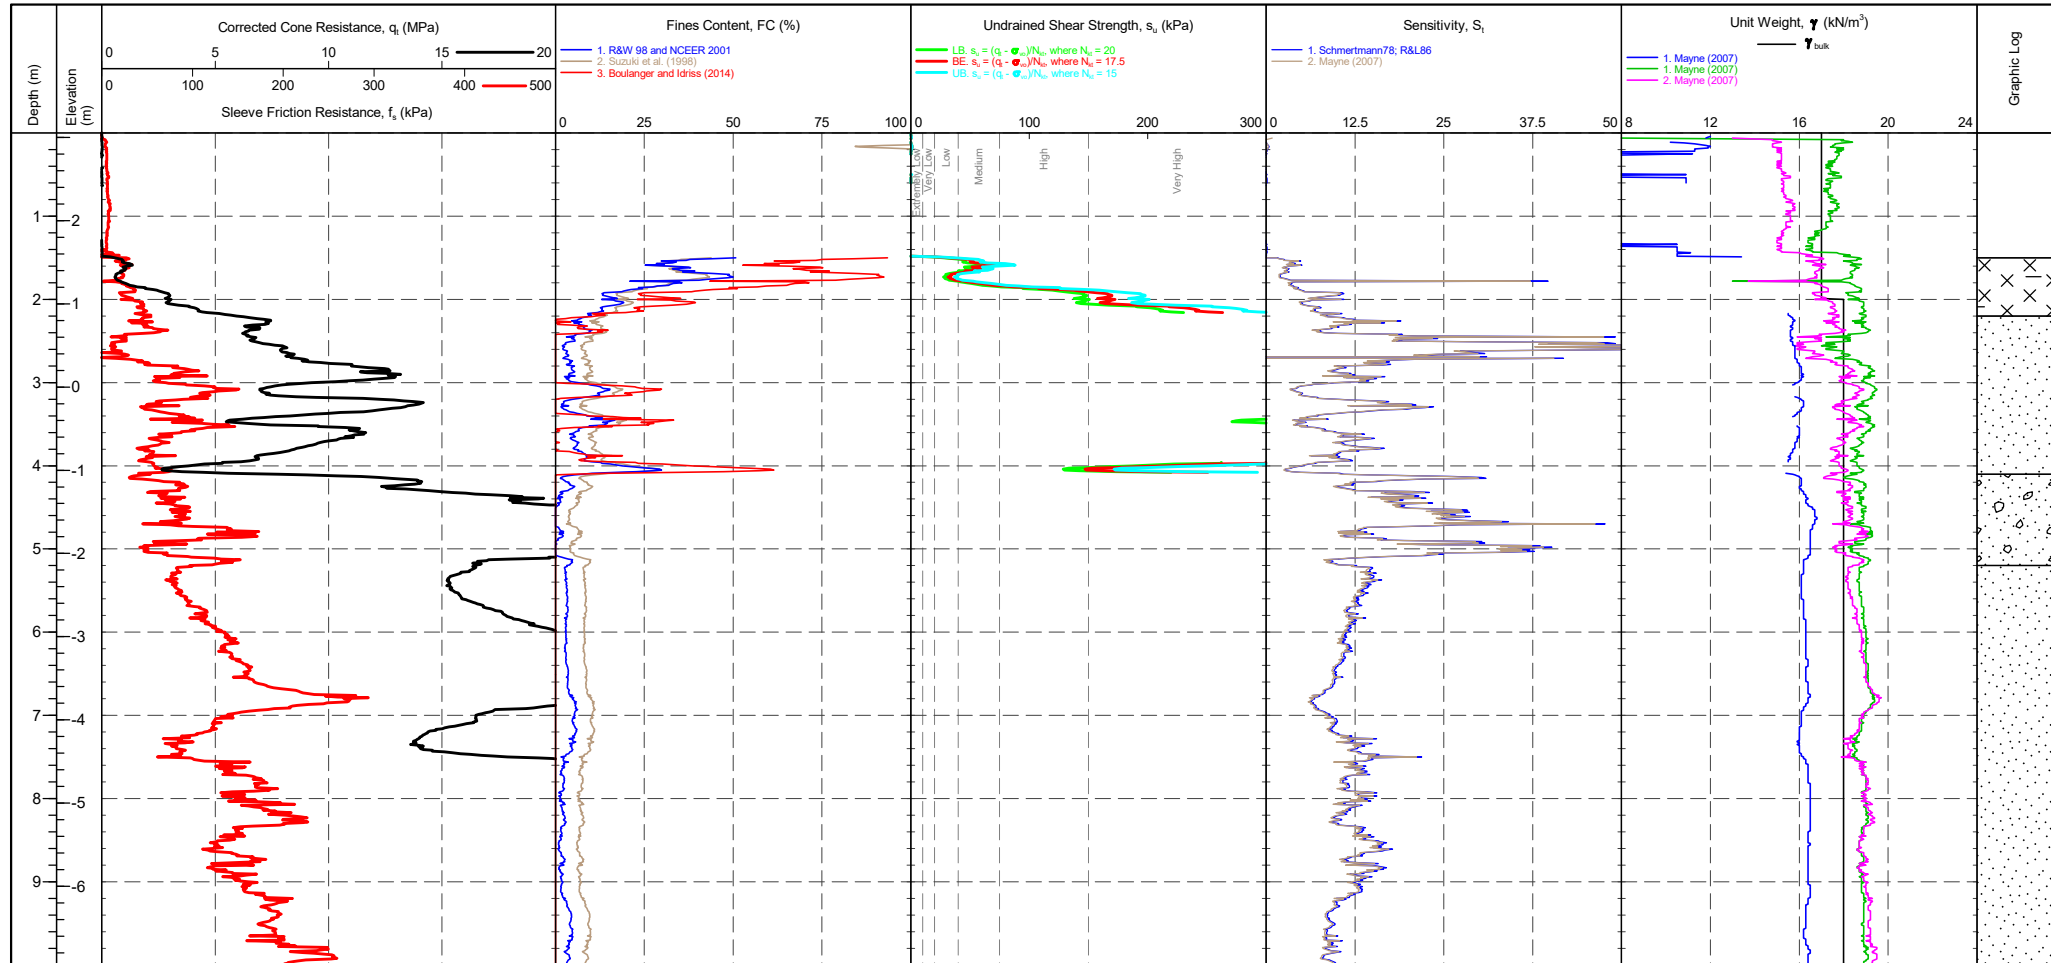 Corrected Cone Resistance, qt (MPa)
0 5 10 15 20
0 100 200 300 400 500
Sleeve Friction Resistance, fs (kPa)
Depth (m)
Elevation (m)
Fines Content, FC (%)
1. R&W 98 and NCEER 2001
2. Suzuki et al. (1998)
3. Boulanger and Idriss (2014)
0 25 50 75 100
Undrained Shear Strength, su (kPa)
LB. su = (qt - σvo)/Nkt, where Nkt = 20
BE. su = (qt - σvo)/Nkt, where Nkt = 17.5
UB. su = (qt - σvo)/Nkt, where Nkt = 15
0 100 200 300
Extremely Low
Very Low
Low
Medium
High
Very High
Sensitivity, St
1. Schmertmann78; R&L86
2. Mayne (2007)
0 12.5 25 37.5 50
Unit Weight, γ (kN/m³)
γbulk
1. Mayne (2007)
1. Mayne (2007)
2. Mayne (2007)
8 12 16 20 24
Graphic Log
1
2
2
1
3
0
4
-1
5
-2
6
-3
7
-4
8
-5
9
-6